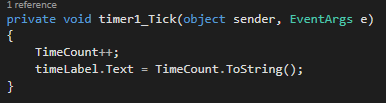 1 reference
private void timer1_Tick(object sender, EventArgs e)
{
    TimeCount++;
    timeLabel.Text = TimeCount.ToString();
}